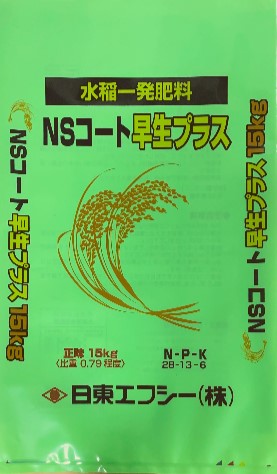 水稲一発肥料
NSコート早生プラス
NSコート 早生プラス 15kg
NSコート 早生プラス 15kg
正味 15kg
(比重 0.79 程度)
N-P-K
28-13-6
日東エフシー(株)